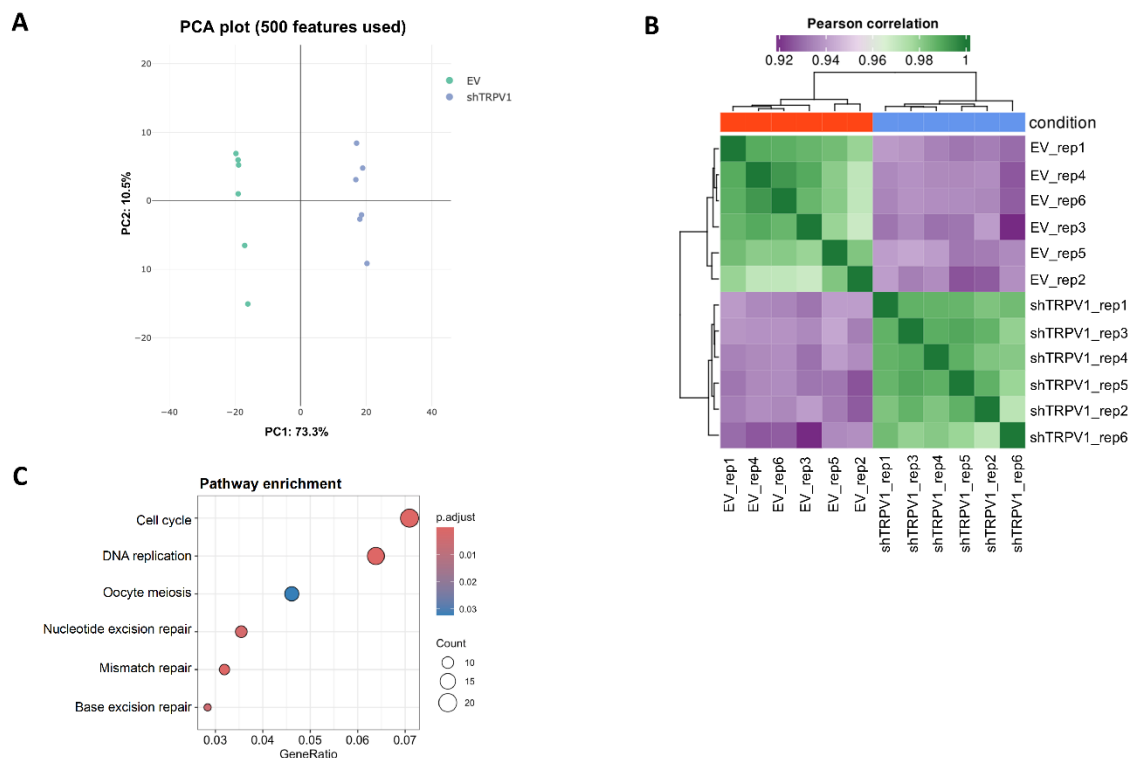 A
PCA plot (500 features used)
EV
shTRPV1
20
10
0
10
−20
PC2: 10.5%
−40
−20
0
20
40
PC1: 73.3%
B
Pearson correlation
0.92
0.94
0.96
0.98
1
condition
EV_rep1
EV_rep4
EV_rep6
EV_rep3
EV_rep5
EV_rep2
shTRPV1_rep1
shTRPV1_rep3
shTRPV1_rep4
shTRPV1_rep5
shTRPV1_rep2
shTRPV1_rep6
EV_rep1
EV_rep4
EV_rep6
EV_rep3
EV_rep5
EV_rep2
shTRPV1_rep1
shTRPV1_rep3
shTRPV1_rep4
shTRPV1_rep5
shTRPV1_rep2
shTRPV1_rep6
C
Pathway enrichment
Cell cycle
DNA replication
Oocyte meiosis
Nucleotide excision repair
Mismatch repair
Base excision repair
0.03
0.04
0.05
0.06
0.07
GeneRatio
p.adjust
0.01
0.02
0.03
Count
10
15
20